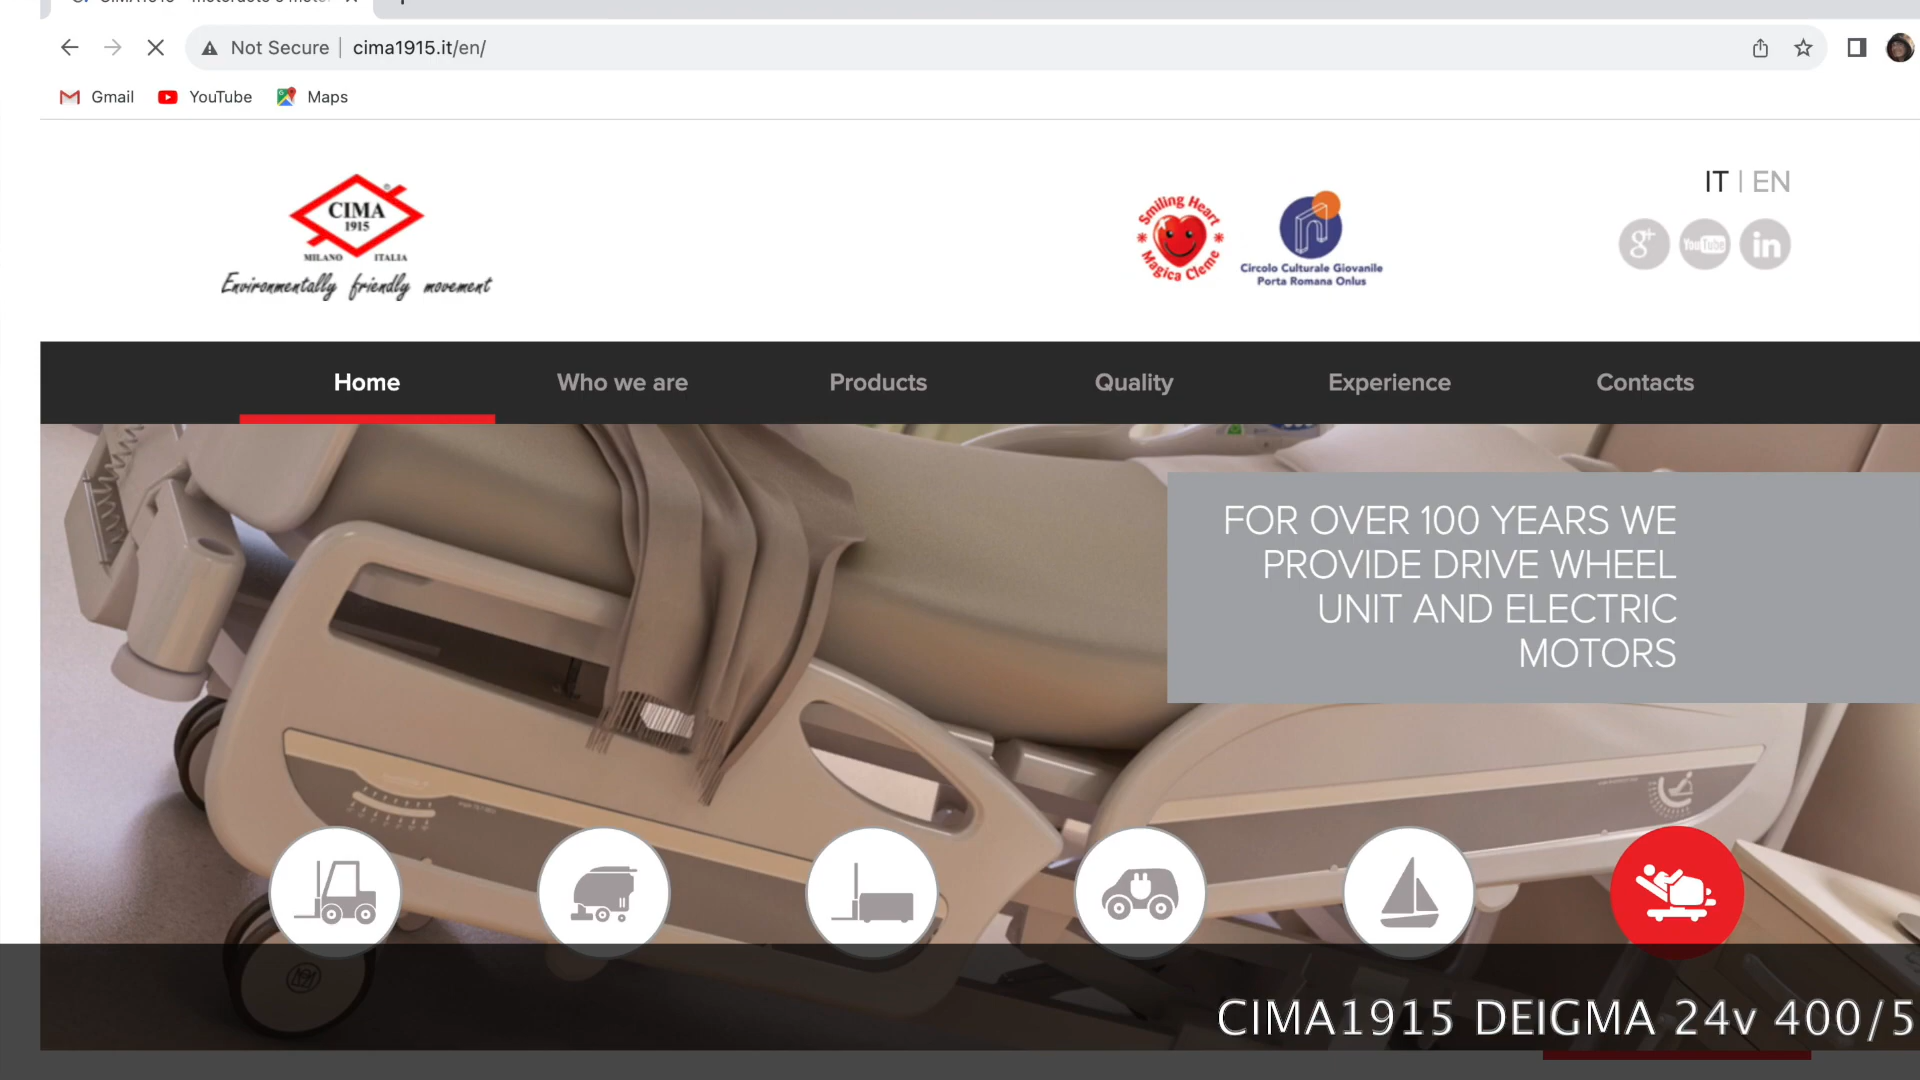 Not Secure
cima1915.it/en/
Gmail
YouTube
Maps
CIMA
1915
MILANO ITALIA
Environmentally friendly movement
Smiling Heart
Magica Cleme
Circolo Culturale Giovanile
Porta Romana Onlus
IT | EN
g+
YouTube
in
Home
Who we are
Products
Quality
Experience
Contacts
FOR OVER 100 YEARS WE
PROVIDE DRIVE WHEEL
UNIT AND ELECTRIC
MOTORS
CIMA1915 DEIGMA 24v 400/5